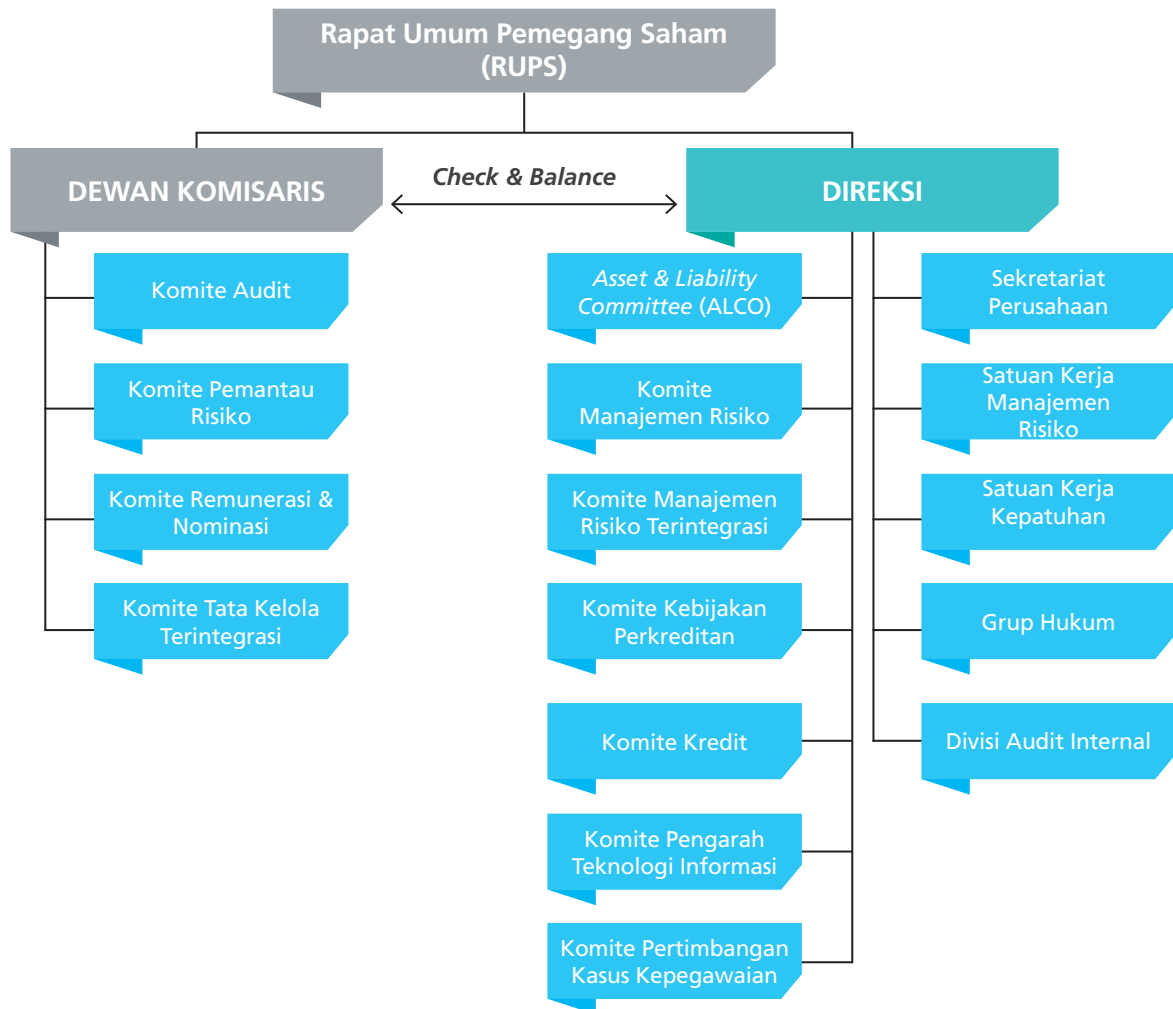 Rapat Umum Pemegang Saham
(RUPS)
DEWAN KOMISARIS
Check & Balance
DIREKSI
Komite Audit
Komite Pemantau
Risiko
Komite Remunerasi &
Nominasi
Komite Tata Kelola
Terintegrasi
Asset & Liability
Committee (ALCO)
Komite
Manajemen Risiko
Komite Manajemen
Risiko Terintegrasi
Komite Kebijakan
Perkreditan
Komite Kredit
Komite Pengarah
Teknologi Informasi
Komite Pertimbangan
Kasus Kepegawaian
Sekretariat
Perusahaan
Satuan Kerja
Manajemen
Risiko
Satuan Kerja
Kepatuhan
Grup Hukum
Divisi Audit Internal